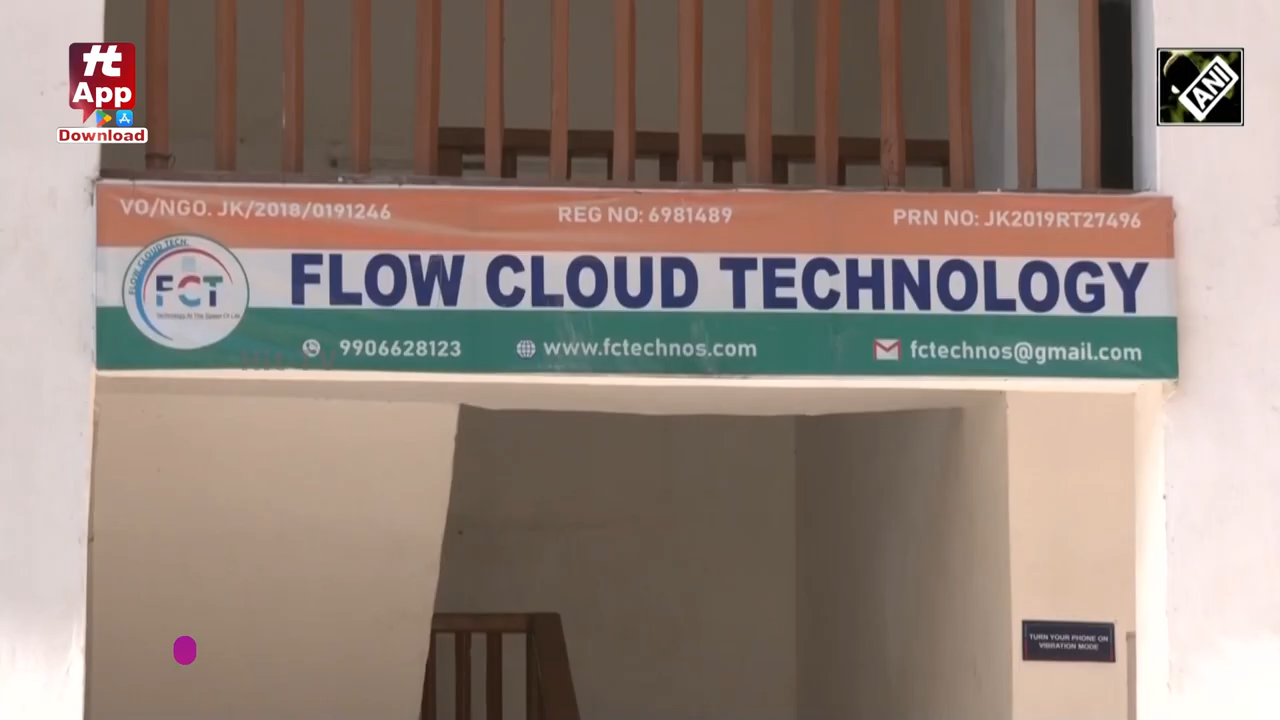 ht
App
Download
ANI
VO/NGO. JK/2018/0191246
REG NO: 6981489
PRN NO: JK2019RT27496
FLOW CLOUD TECH.
FCT
FLOW CLOUD TECHNOLOGY
9906628123
www.fctechnos.com
fctechnos@gmail.com
TURN YOUR PHONE ON
VIBRATION MODE